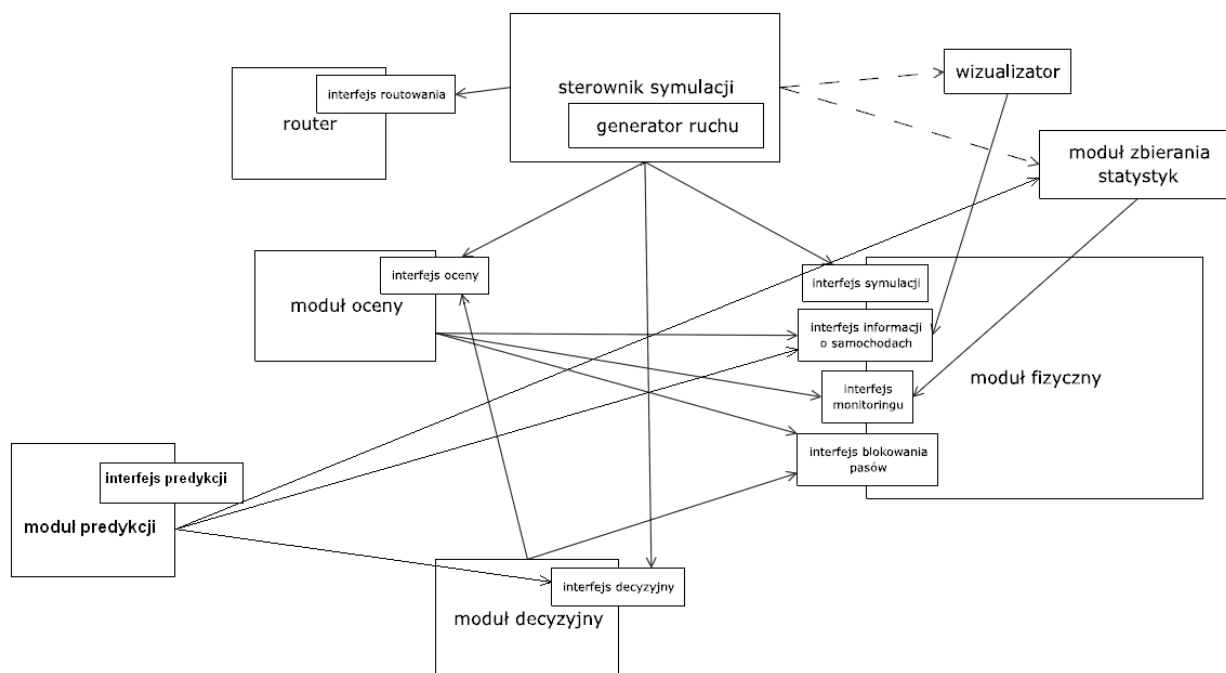 sterownik symulacji
generator ruchu
wizualizator
interfejs routowania
router
moduł zbierania
statystyk
interfejs oceny
moduł oceny
interfejs symulacji
interfejs informacji
o samochodach
moduł fizyczny
interfejs
monitoringu
interfejs blokowania
pasów
interfejs predykcji
moduł predykcji
interfejs decyzyjny
moduł decyzyjny